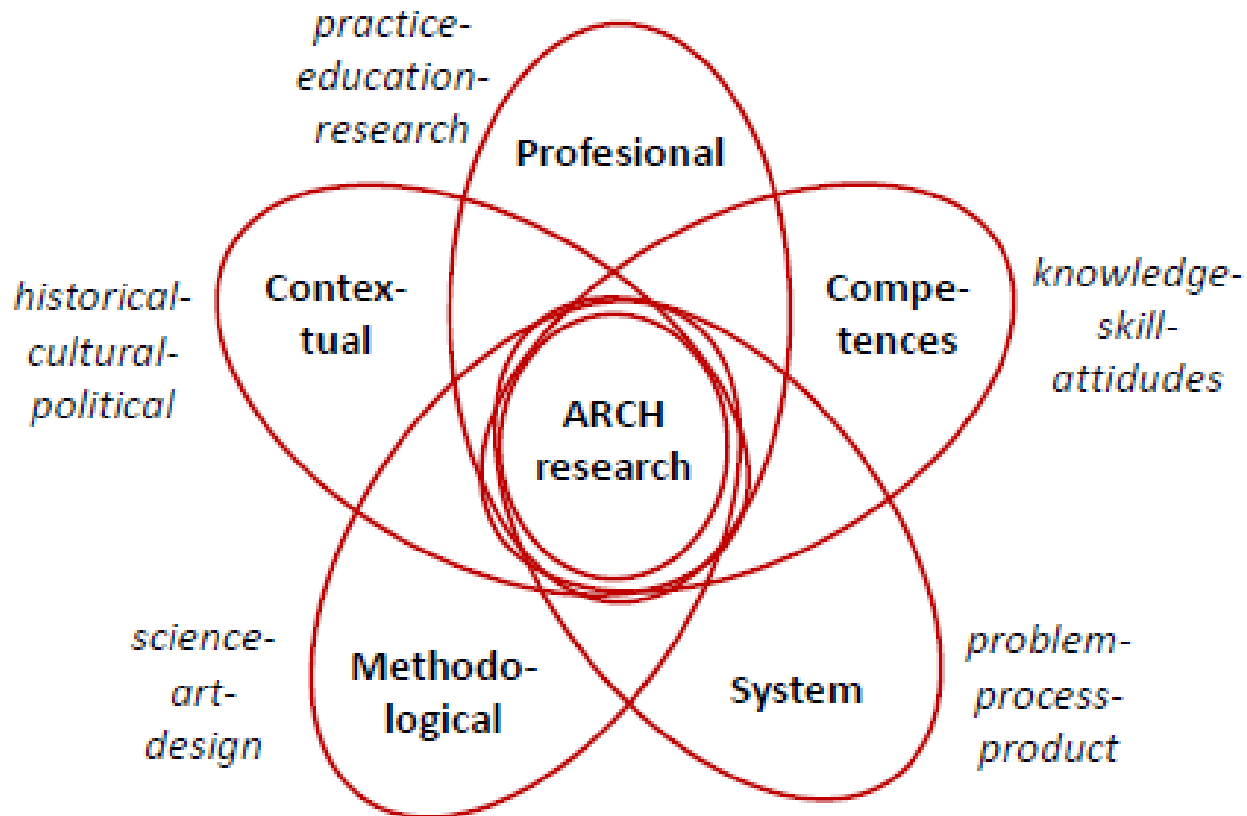 practice-
education-
research
Profesional
Contex-
tual
historical-
cultural-
political
Compe-
tences
knowledge-
skill-
attidudes
ARCH
research
Methodo-
logical
science-
art-
design
System
problem-
process-
product